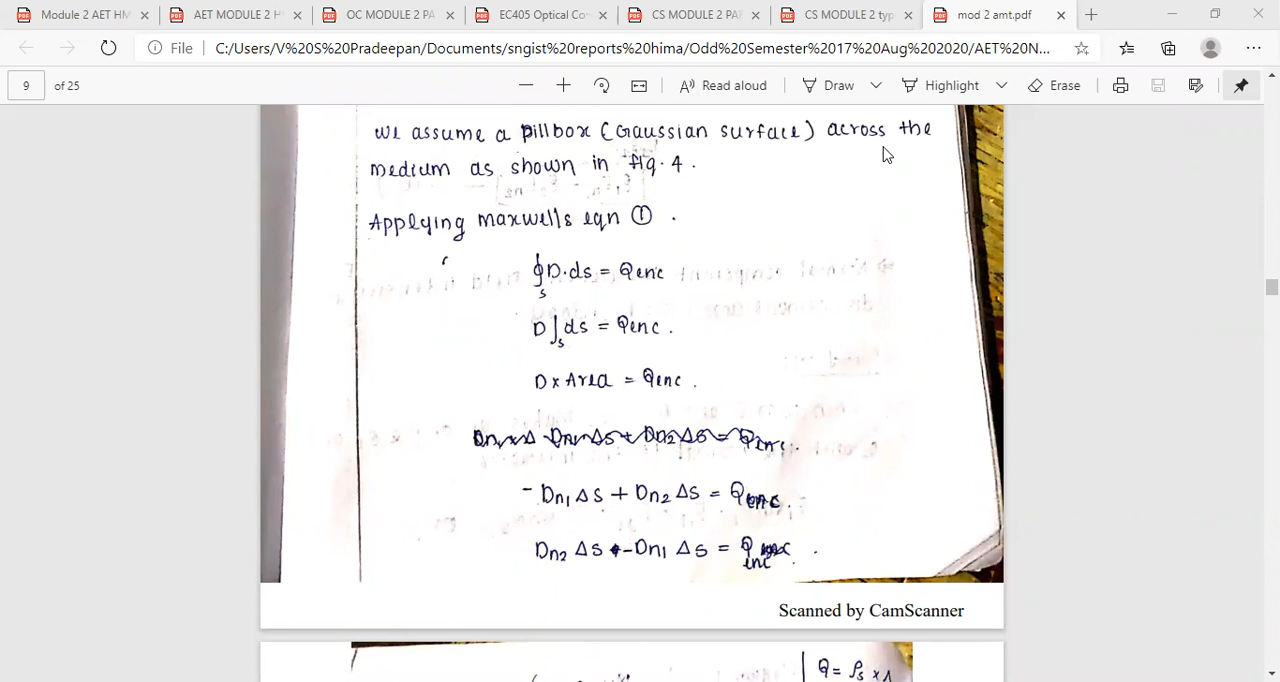 Module 2 AET HM
AET MODULE 2 H
OC MODULE 2 PA
EC405 Optical Co
CS MODULE 2 PA
CS MODULE 2 typ
mod 2 amt.pdf
File
C:/Users/V%20S%20Pradeepan/Documents/sngist%20reports%20hima/Odd%20Semester%2017%20Aug%202020/AET%20N...
9 of 25
Read aloud
Draw
Highlight
Erase
We assume a pillbox (Gaussian surface) across the
medium as shown in fig. 4.
Applying maxwells eqn ① .
∮s D.ds = Qenc
D∫s ds = Qenc .
D x Area = Qenc .
- Dn1 Δs + Dn2 Δs = Qenc .
Dn2 Δs - Dn1 Δs = Q enc .
Scanned by CamScanner
Q = ρs x